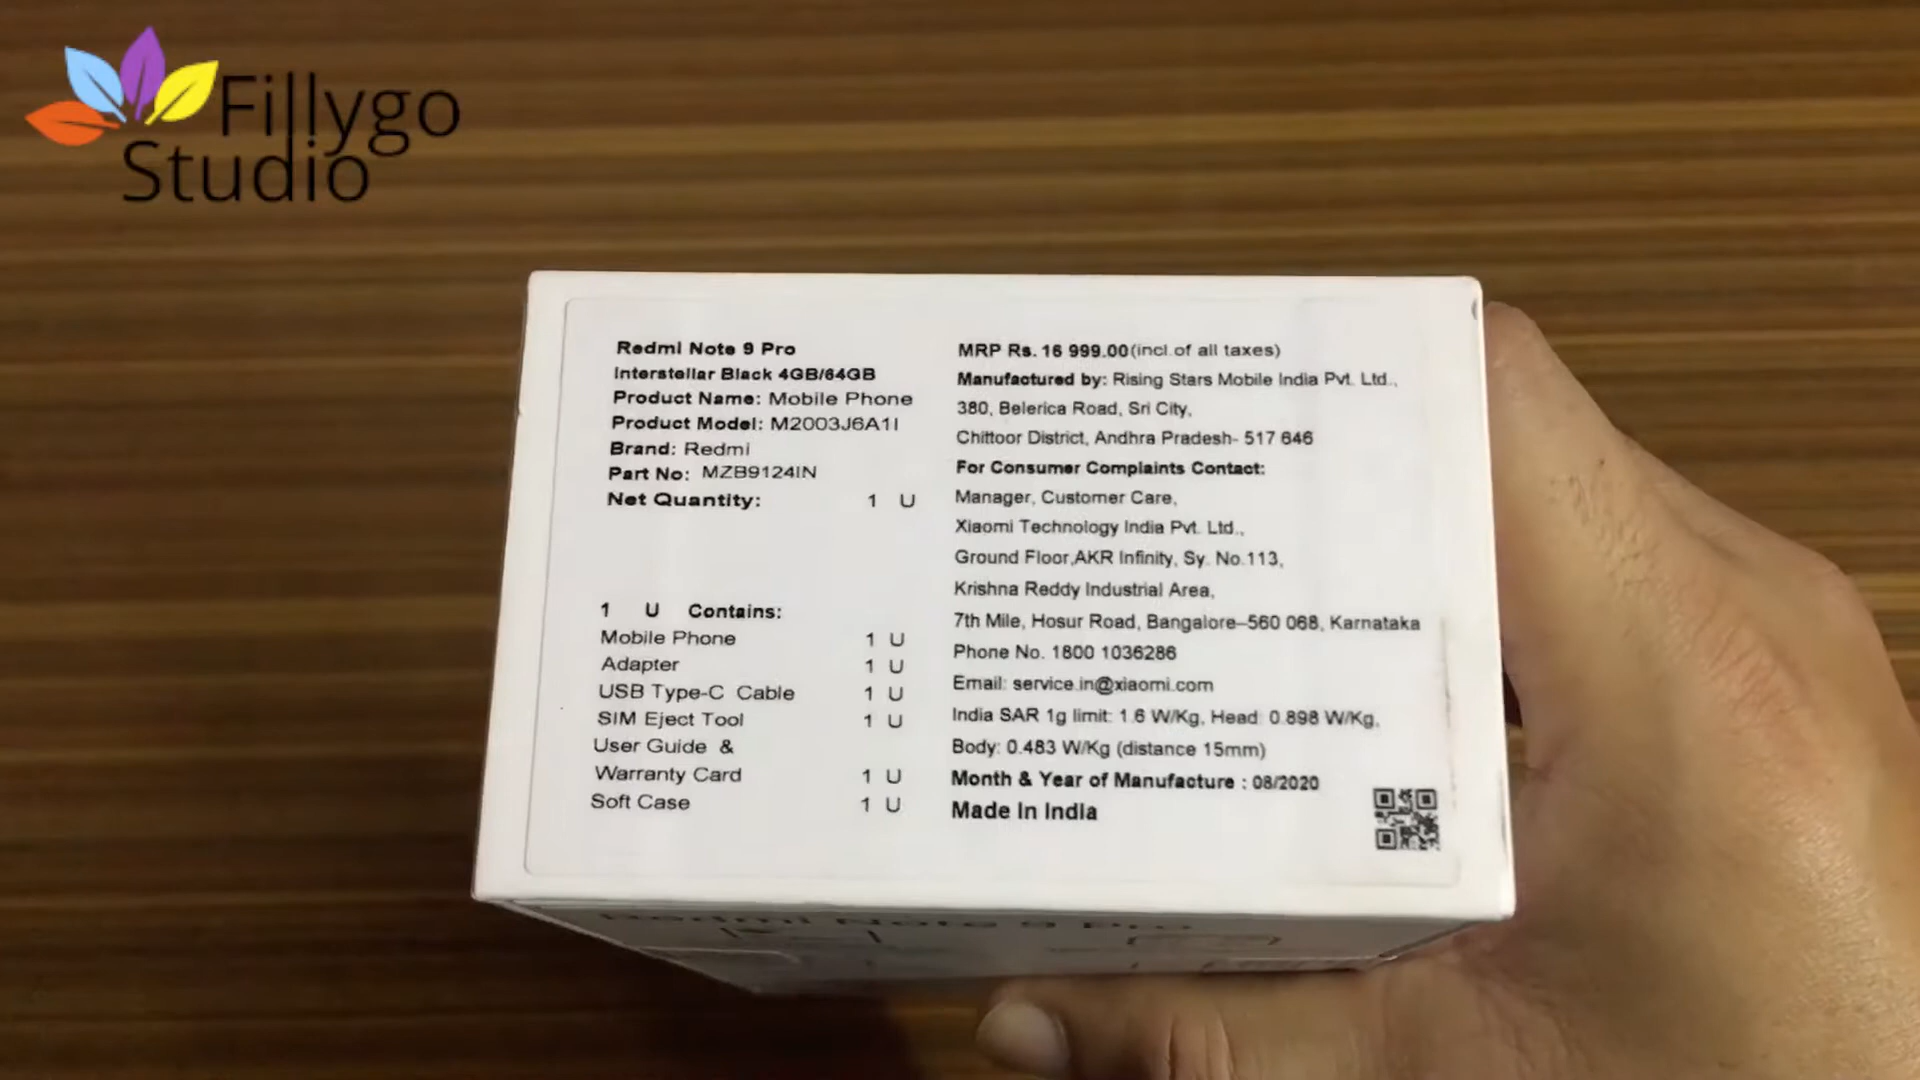 Fillygo
Studio
Redmi Note 9 Pro
Interstellar Black 4GB/64GB
Product Name: Mobile Phone
Product Model: M2003J6A1I
Brand: Redmi
Part No: MZB9124IN
Net Quantity: 1 U
1 U Contains:
Mobile Phone 1 U
Adapter 1 U
USB Type-C Cable 1 U
SIM Eject Tool 1 U
User Guide &
Warranty Card 1 U
Soft Case 1 U
MRP Rs. 16 999.00(incl.of all taxes)
Manufactured by: Rising Stars Mobile India Pvt. Ltd.,
380, Belerica Road, Sri City,
Chittoor District, Andhra Pradesh- 517 646
For Consumer Complaints Contact:
Manager, Customer Care,
Xiaomi Technology India Pvt. Ltd.,
Ground Floor,AKR Infinity, Sy. No.113,
Krishna Reddy Industrial Area,
7th Mile, Hosur Road, Bangalore–560 068, Karnataka
Phone No. 1800 1036286
Email: service.in@xiaomi.com
India SAR 1g limit: 1.6 W/Kg, Head: 0.898 W/Kg,
Body: 0.483 W/Kg (distance 15mm)
Month & Year of Manufacture : 08/2020
Made In India
Redmi Note 9 Pro